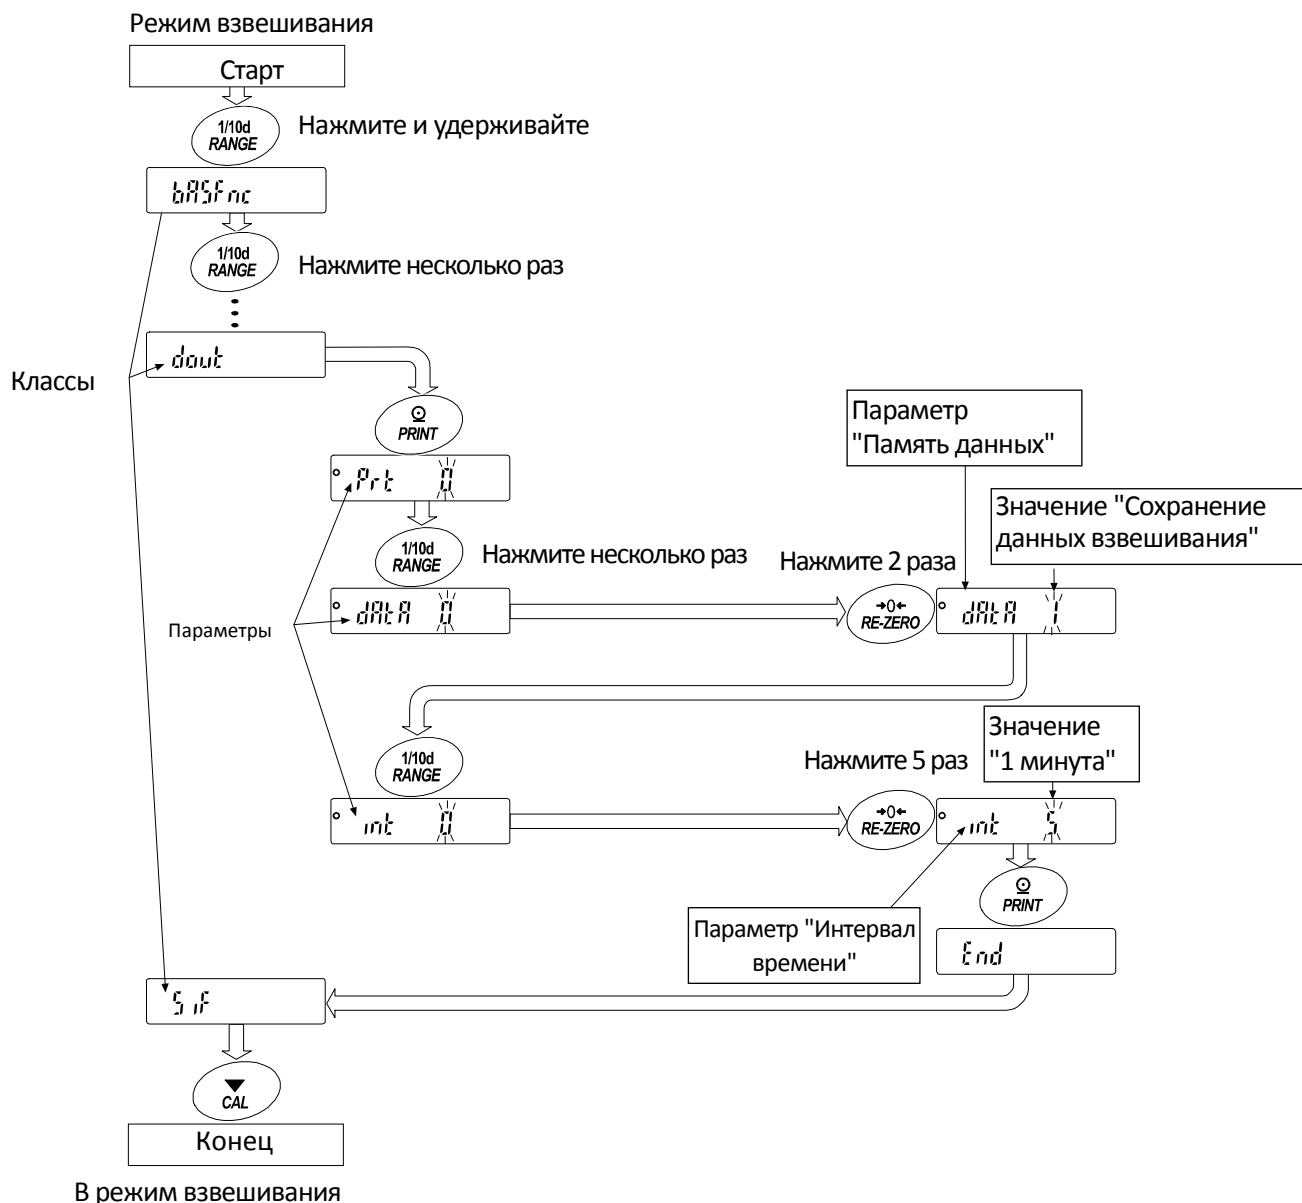 Режим взвешивания
Старт
1/10d
RANGE
Нажмите и удерживайте
bASFnc
1/10d
RANGE
Нажмите несколько раз
dout
Классы
PRINT
Параметр
"Память данных"
Prt 0
Значение "Сохранение
данных взвешивания"
1/10d
RANGE
Нажмите несколько раз
Нажмите 2 раза
dAtA 0
→0←
RE-ZERO
dAtA 1
Параметры
1/10d
RANGE
Нажмите 5 раз
Значение
"1 минута"
int 0
→0←
RE-ZERO
int 5
PRINT
Параметр "Интервал
времени"
End
SiF
CAL
Конец
В режим взвешивания